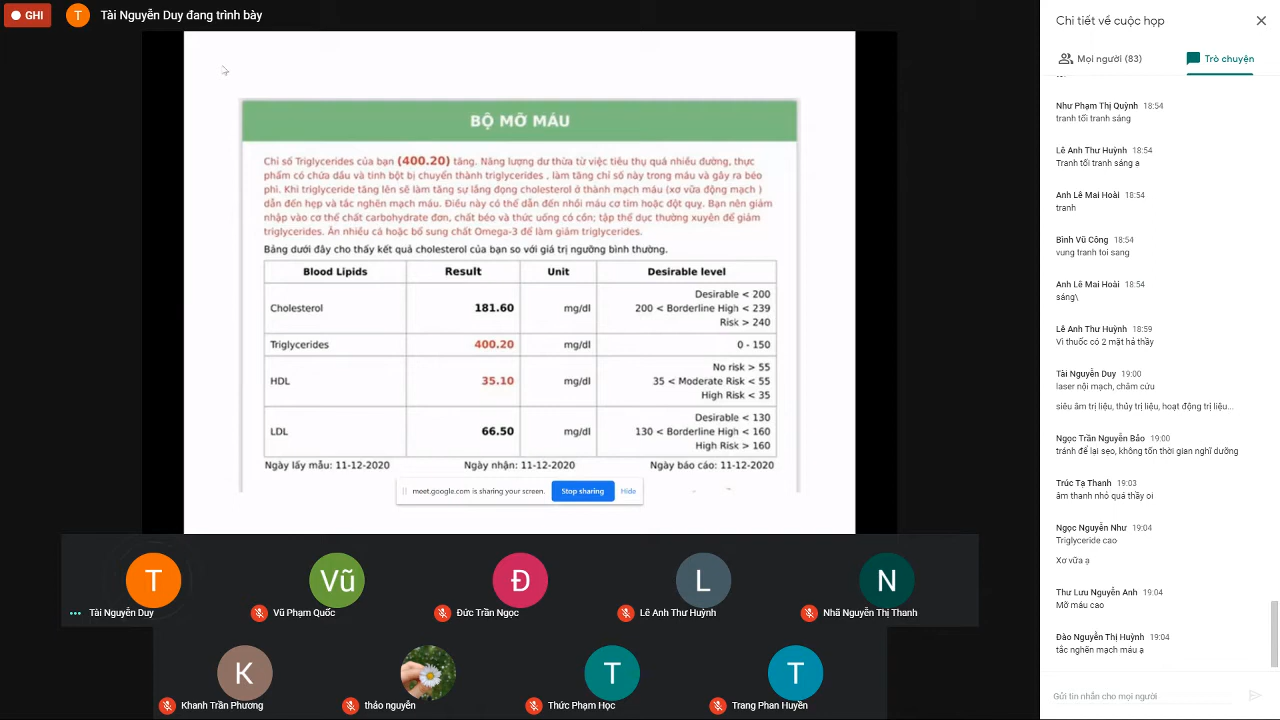 GHI
T
Tài Nguyễn Duy đang trình bày
BỘ MỠ MÁU
Chỉ số Triglycerides của bạn (400.20) tăng. Năng lượng dư thừa từ việc tiêu thụ quá nhiều đường, thực
phẩm có chứa dầu và tinh bột bị chuyển thành triglycerides , làm tăng chỉ số này trong máu và gây ra béo
phì. Khi triglyceride tăng lên sẽ làm tăng sự lắng đọng cholesterol ở thành mạch máu (xơ vữa động mạch )
dẫn đến hẹp và tắc nghẽn mạch máu. Điều này có thể dẫn đến nhồi máu cơ tim hoặc đột quỵ. Bạn nên giảm
nhập vào cơ thể chất carbohydrate đơn, chất béo và thức uống có cồn; tập thể dục thường xuyên để giảm
triglycerides. Ăn nhiều cá hoặc bổ sung chất Omega-3 để làm giảm triglycerides.
Bảng dưới đây cho thấy kết quả cholesterol của bạn so với giá trị ngưỡng bình thường.
Blood Lipids Result Unit Desirable level
Cholesterol 181.60 mg/dl Desirable < 200
200 < Borderline High < 239
Risk > 240
Triglycerides 400.20 mg/dl 0 - 150
HDL 35.10 mg/dl No risk > 55
35 < Moderate Risk < 55
High Risk < 35
LDL 66.50 mg/dl Desirable < 130
130 < Borderline High < 160
High Risk > 160
Ngày lấy mẫu: 11-12-2020 Ngày nhận: 11-12-2020 Ngày báo cáo: 11-12-2020
meet.google.com is sharing your screen. Stop sharing Hide
T
Tài Nguyễn Duy
Vũ
Vũ Phạm Quốc
Đ
Đức Trần Ngọc
L
Lê Anh Thư Huỳnh
N
Nhã Nguyễn Thị Thanh
K
Khanh Trần Phương
thảo nguyễn
T
Thức Phạm Học
T
Trang Phan Huyền
Chi tiết về cuộc họp
Mọi người (83)
Trò chuyện
Như Phạm Thị Quỳnh 18:54
tranh tối tranh sáng
Lê Anh Thư Huỳnh 18:54
Tranh tối tranh sáng ạ
Anh Lê Mai Hoài 18:54
tranh
Bình Vũ Công 18:54
vung tranh toi sang
Anh Lê Mai Hoài 18:54
sáng\
Lê Anh Thư Huỳnh 18:59
Vì thuốc có 2 mặt hả thầy
Tài Nguyễn Duy 19:00
laser nội mạch, châm cứu
siêu âm trị liệu, thủy trị liệu, hoạt động trị liệu...
Ngọc Trần Nguyễn Bảo 19:00
tránh để lại sẹo, không tốn thời gian nghĩ dưỡng
Trúc Tạ Thanh 19:03
âm thanh nhỏ quá thầy oi
Ngọc Nguyễn Như 19:04
Triglyceride cao
Xơ vữa ạ
Thư Lưu Nguyễn Anh 19:04
Mỡ máu cao
Đào Nguyễn Thị Huỳnh 19:04
tắc nghẽn mạch máu ạ
Gửi tin nhắn cho mọi người